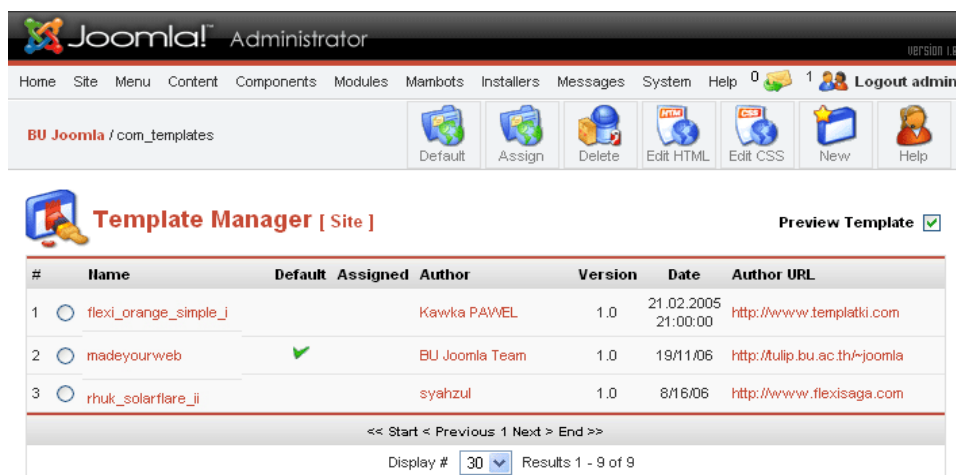 Joomla!™ Administrator
version 1.
Home Site Menu Content Components Modules Mambots Installers Messages System Help 0 1 Logout admin
BU Joomla / com_templates
Default Assign Delete Edit HTML Edit CSS New Help
Template Manager [ Site ]
Preview Template
# Name Default Assigned Author Version Date Author URL
1 flexi_orange_simple_i Kawka PAWEL 1.0 21.02.2005 21:00:00 http://www.templatki.com
2 madeyourweb BU Joomla Team 1.0 19/11/06 http://tulip.bu.ac.th/~joomla
3 rhuk_solarflare_ii syahzul 1.0 8/16/06 http://www.flexisaga.com
<< Start < Previous 1 Next > End >>
Display # 30 Results 1 - 9 of 9